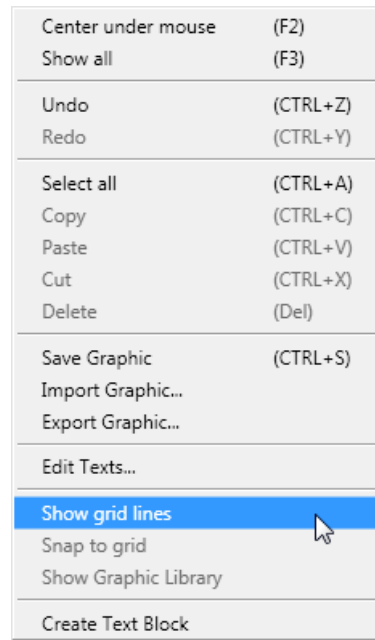 Center under mouse (F2)
Show all (F3)
Undo (CTRL+Z)
Redo (CTRL+Y)
Select all (CTRL+A)
Copy (CTRL+C)
Paste (CTRL+V)
Cut (CTRL+X)
Delete (Del)
Save Graphic (CTRL+S)
Import Graphic...
Export Graphic...
Edit Texts...
Show grid lines
Snap to grid
Show Graphic Library
Create Text Block